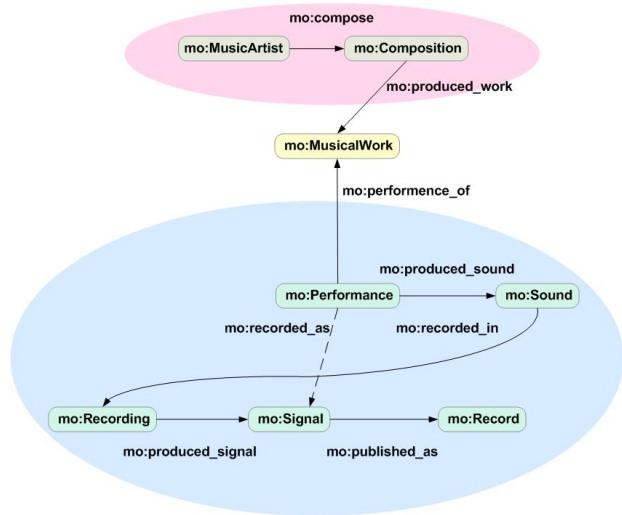 mo:compose
mo:MusicArtist
mo:Composition
mo:produced_work
mo:MusicalWork
mo:performence_of
mo:produced_sound
mo:Performance
mo:Sound
mo:recorded_as
mo:recorded_in
mo:Recording
mo:Signal
mo:Record
mo:produced_signal
mo:published_as